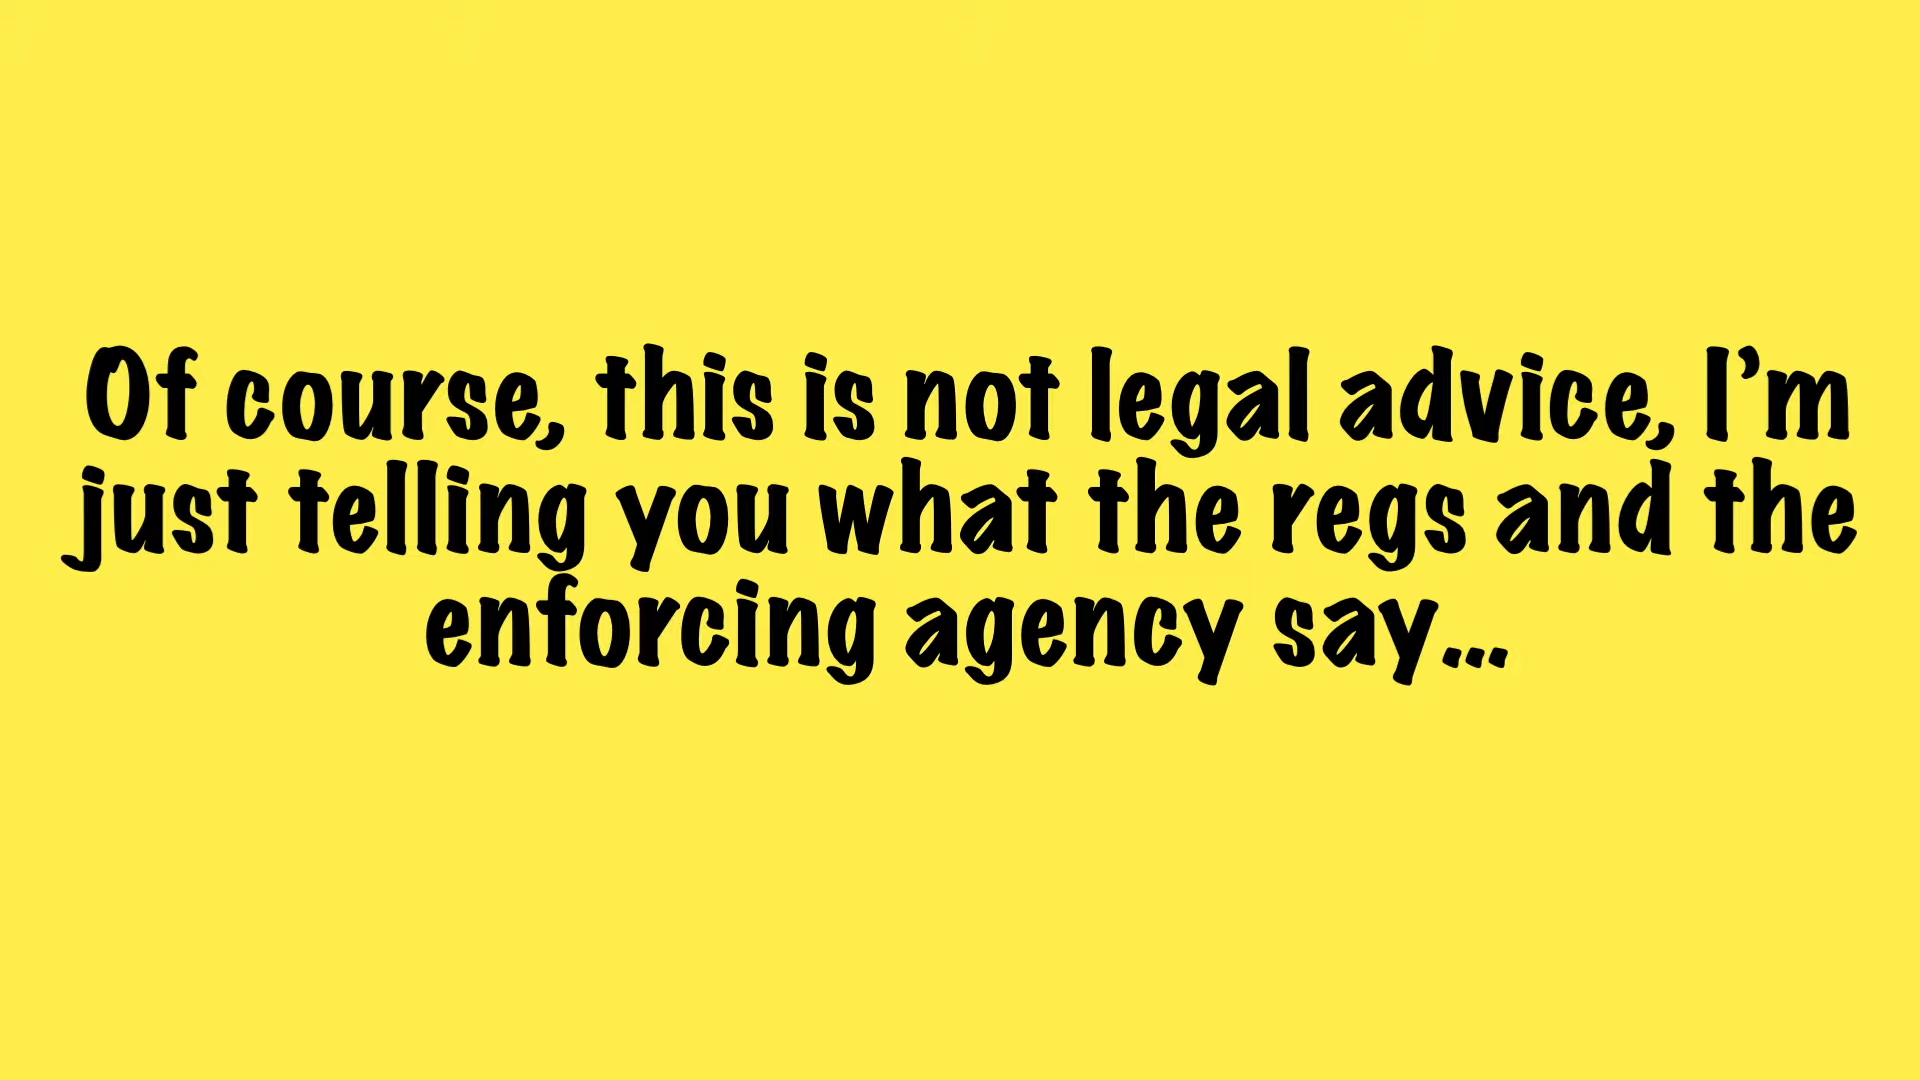 Of course, this is not legal advice, I’m
just telling you what the regs and the
enforcing agency say...